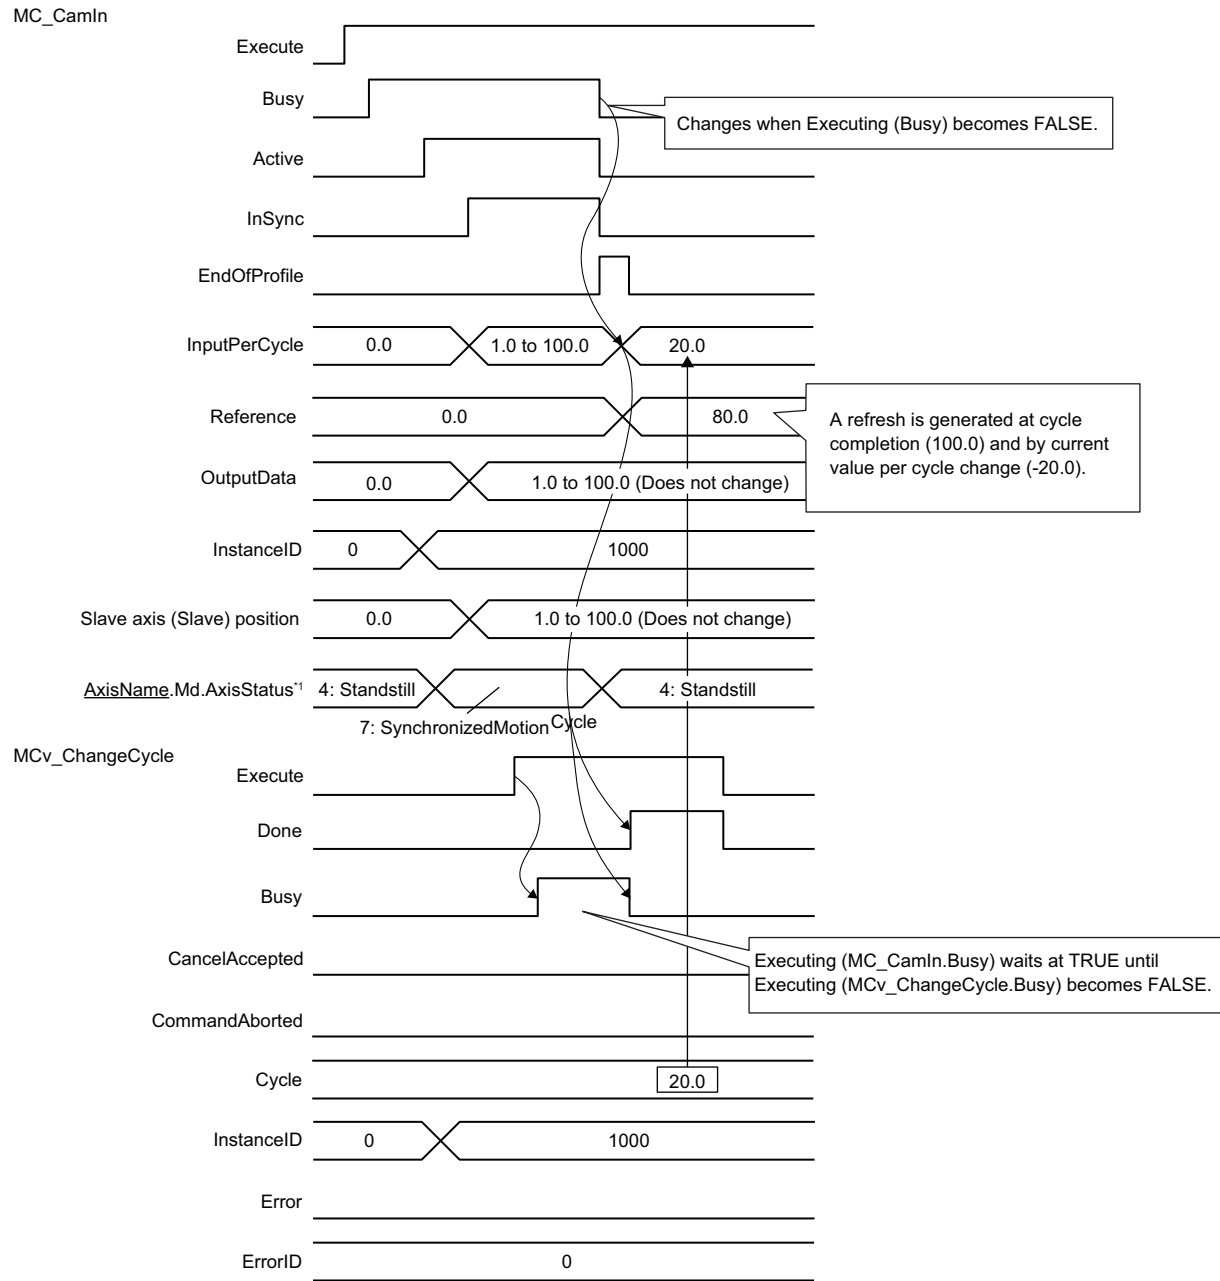 MC_CamIn
Execute
Busy
Changes when Executing (Busy) becomes FALSE.
Active
InSync
EndOfProfile
InputPerCycle
0.0
1.0 to 100.0
20.0
Reference
0.0
80.0
A refresh is generated at cycle
completion (100.0) and by current
value per cycle change (-20.0).
OutputData
0.0
1.0 to 100.0 (Does not change)
InstanceID
0
1000
Slave axis (Slave) position
0.0
1.0 to 100.0 (Does not change)
AxisName.Md.AxisStatus*1
4: Standstill
4: Standstill
7: SynchronizedMotion
Cycle
MCv_ChangeCycle
Execute
Done
Busy
CancelAccepted
Executing (MC_CamIn.Busy) waits at TRUE until
Executing (MCv_ChangeCycle.Busy) becomes FALSE.
CommandAborted
Cycle
20.0
InstanceID
0
1000
Error
ErrorID
0